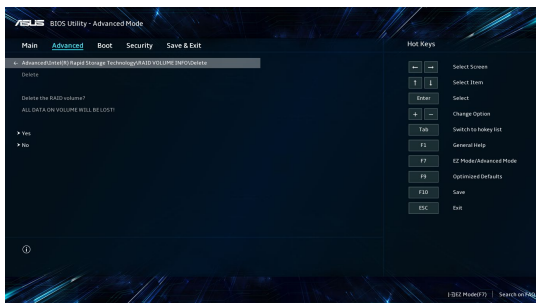 ASUS BIOS Utility - Advanced Mode
Main Advanced Boot Security Save & Exit
Hot Keys
← Advanced\Intel(R) Rapid Storage Technology\RAID VOLUME INFO\Delete
Delete
Delete the RAID volume?
ALL DATA ON VOLUME WILL BE LOST!
> Yes
> No
← → Select Screen
↑ ↓ Select Item
Enter Select
+ - Change Option
Tab Switch to hokey list
F1 General Help
F7 EZ Mode/Advanced Mode
F9 Optimized Defaults
F10 Save
ESC Exit
EZ Mode(F7) | Search on FAQ